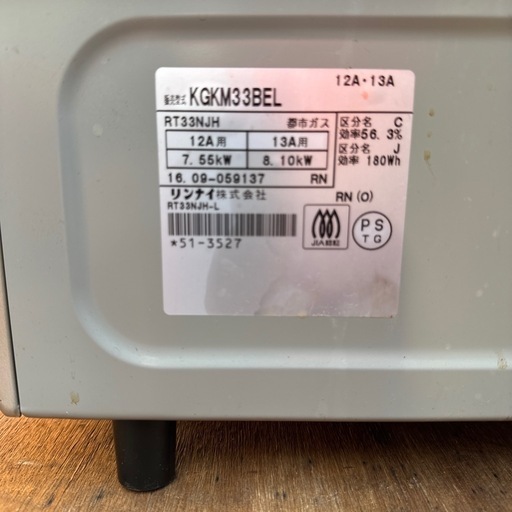 12A・13A
販売型式 KGKM33BEL
RT33NJH 都市ガス
12A用 13A用
7.55kW 8.10kW
区分名 C
効率56.3%
区分名 J
効率 180Wh
16.09-059137 RN
リンナイ株式会社 RN(O)
RT33NJH-L
*51-3527
JIA認証
PS
TG